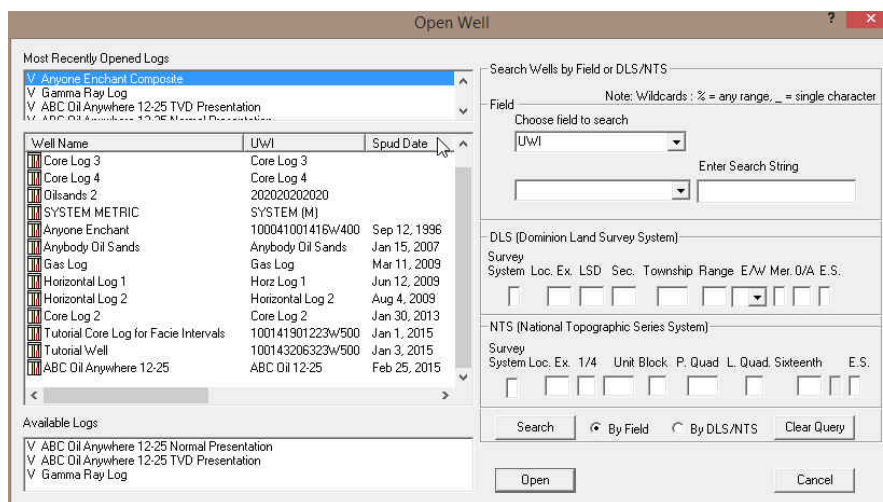 Open Well
?
Most Recently Opened Logs
V Anyone Enchant Composite
V Gamma Ray Log
V ABC Oil Anywhere 12-25 TVD Presentation
V ABC Oil Anywhere 12-25 Normal Presentation
Well Name UWI Spud Date
Core Log 3 Core Log 3
Core Log 4 Core Log 4
Oilsands 2 202020202020
SYSTEM METRIC SYSTEM (M)
Anyone Enchant 100041001416W400 Sep 12, 1996
Anybody Oil Sands Anybody Oil Sands Jan 15, 2007
Gas Log Gas Log Mar 11, 2009
Horizontal Log 1 Horz Log 1 Jun 12, 2009
Horizontal Log 2 Horizontal Log 2 Aug 4, 2009
Core Log 2 Core Log 2 Jan 30, 2013
Tutorial Core Log for Facie Intervals 100141901223W500 Jan 1, 2015
Tutorial Well 100143206323W500 Jan 3, 2015
ABC Oil Anywhere 12-25 ABC Oil 12-25 Feb 25, 2015
Available Logs
V ABC Oil Anywhere 12-25 Normal Presentation
V ABC Oil Anywhere 12-25 TVD Presentation
V Gamma Ray Log
Search Wells by Field or DLS/NTS
Note: Wildcards : % = any range, _ = single character
Field
Choose field to search
UWI
Enter Search String
DLS (Dominion Land Survey System)
Survey
System Loc. Ex. LSD Sec. Township Range E/W Mer. O/A E.S.
NTS (National Topographic Series System)
Survey
System Loc. Ex. 1/4 Unit Block P. Quad L. Quad. Sixteenth E.S.
Search By Field By DLS/NTS Clear Query
Open Cancel